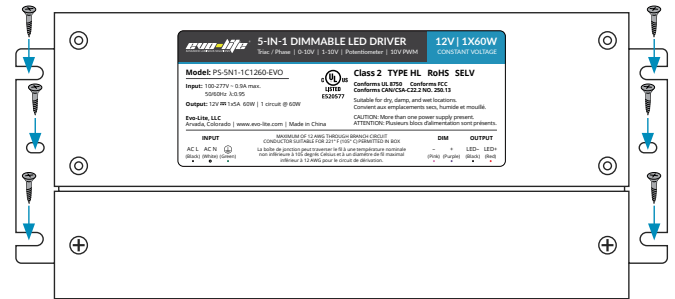 evo-lite
5-IN-1 DIMMABLE LED DRIVER
Triac / Phase | 0-10V | 1-10V | Potentiometer | 10V PWM
12V | 1X60W
CONSTANT VOLTAGE
Model: PS-5N1-1C1260-EVO
Input: 100-277V ~ 0.9A max.
50/60Hz λ:0.95
Output: 12V ⎓ 1x5A 60W | 1 circuit @ 60W
Evo-Lite, LLC
Arvada, Colorado | www.evo-lite.com | Made in China
C UL US
LISTED
E520577
Class 2 TYPE HL RoHS SELV
Conforms UL 8750 Conforms FCC
Conforms CAN/CSA-C22.2 NO. 250.13
Suitable for dry, damp, and wet locations.
Convient aux emplacements secs, humide et mouillé.
CAUTION: More than one power supply present.
ATTENTION: Plusieurs blocs d'alimentation sont présents.
INPUT
AC L AC N
(Black) (White) (Green)
MAXIMUM OF 12 AWG THROUGH BRANCH CIRCUIT
CONDUCTOR SUITABLE FOR 221° F (105° C) PERMITTED IN BOX
La boîte de jonction peut traverser le fil à une température nominale
non inférieure à 105 degrés Celsius et à un diamètre de fil maximal
inférieur à 12 AWG pour le circuit de dérivation.
DIM
– +
(Pink) (Purple)
OUTPUT
LED– LED+
(Black) (Red)